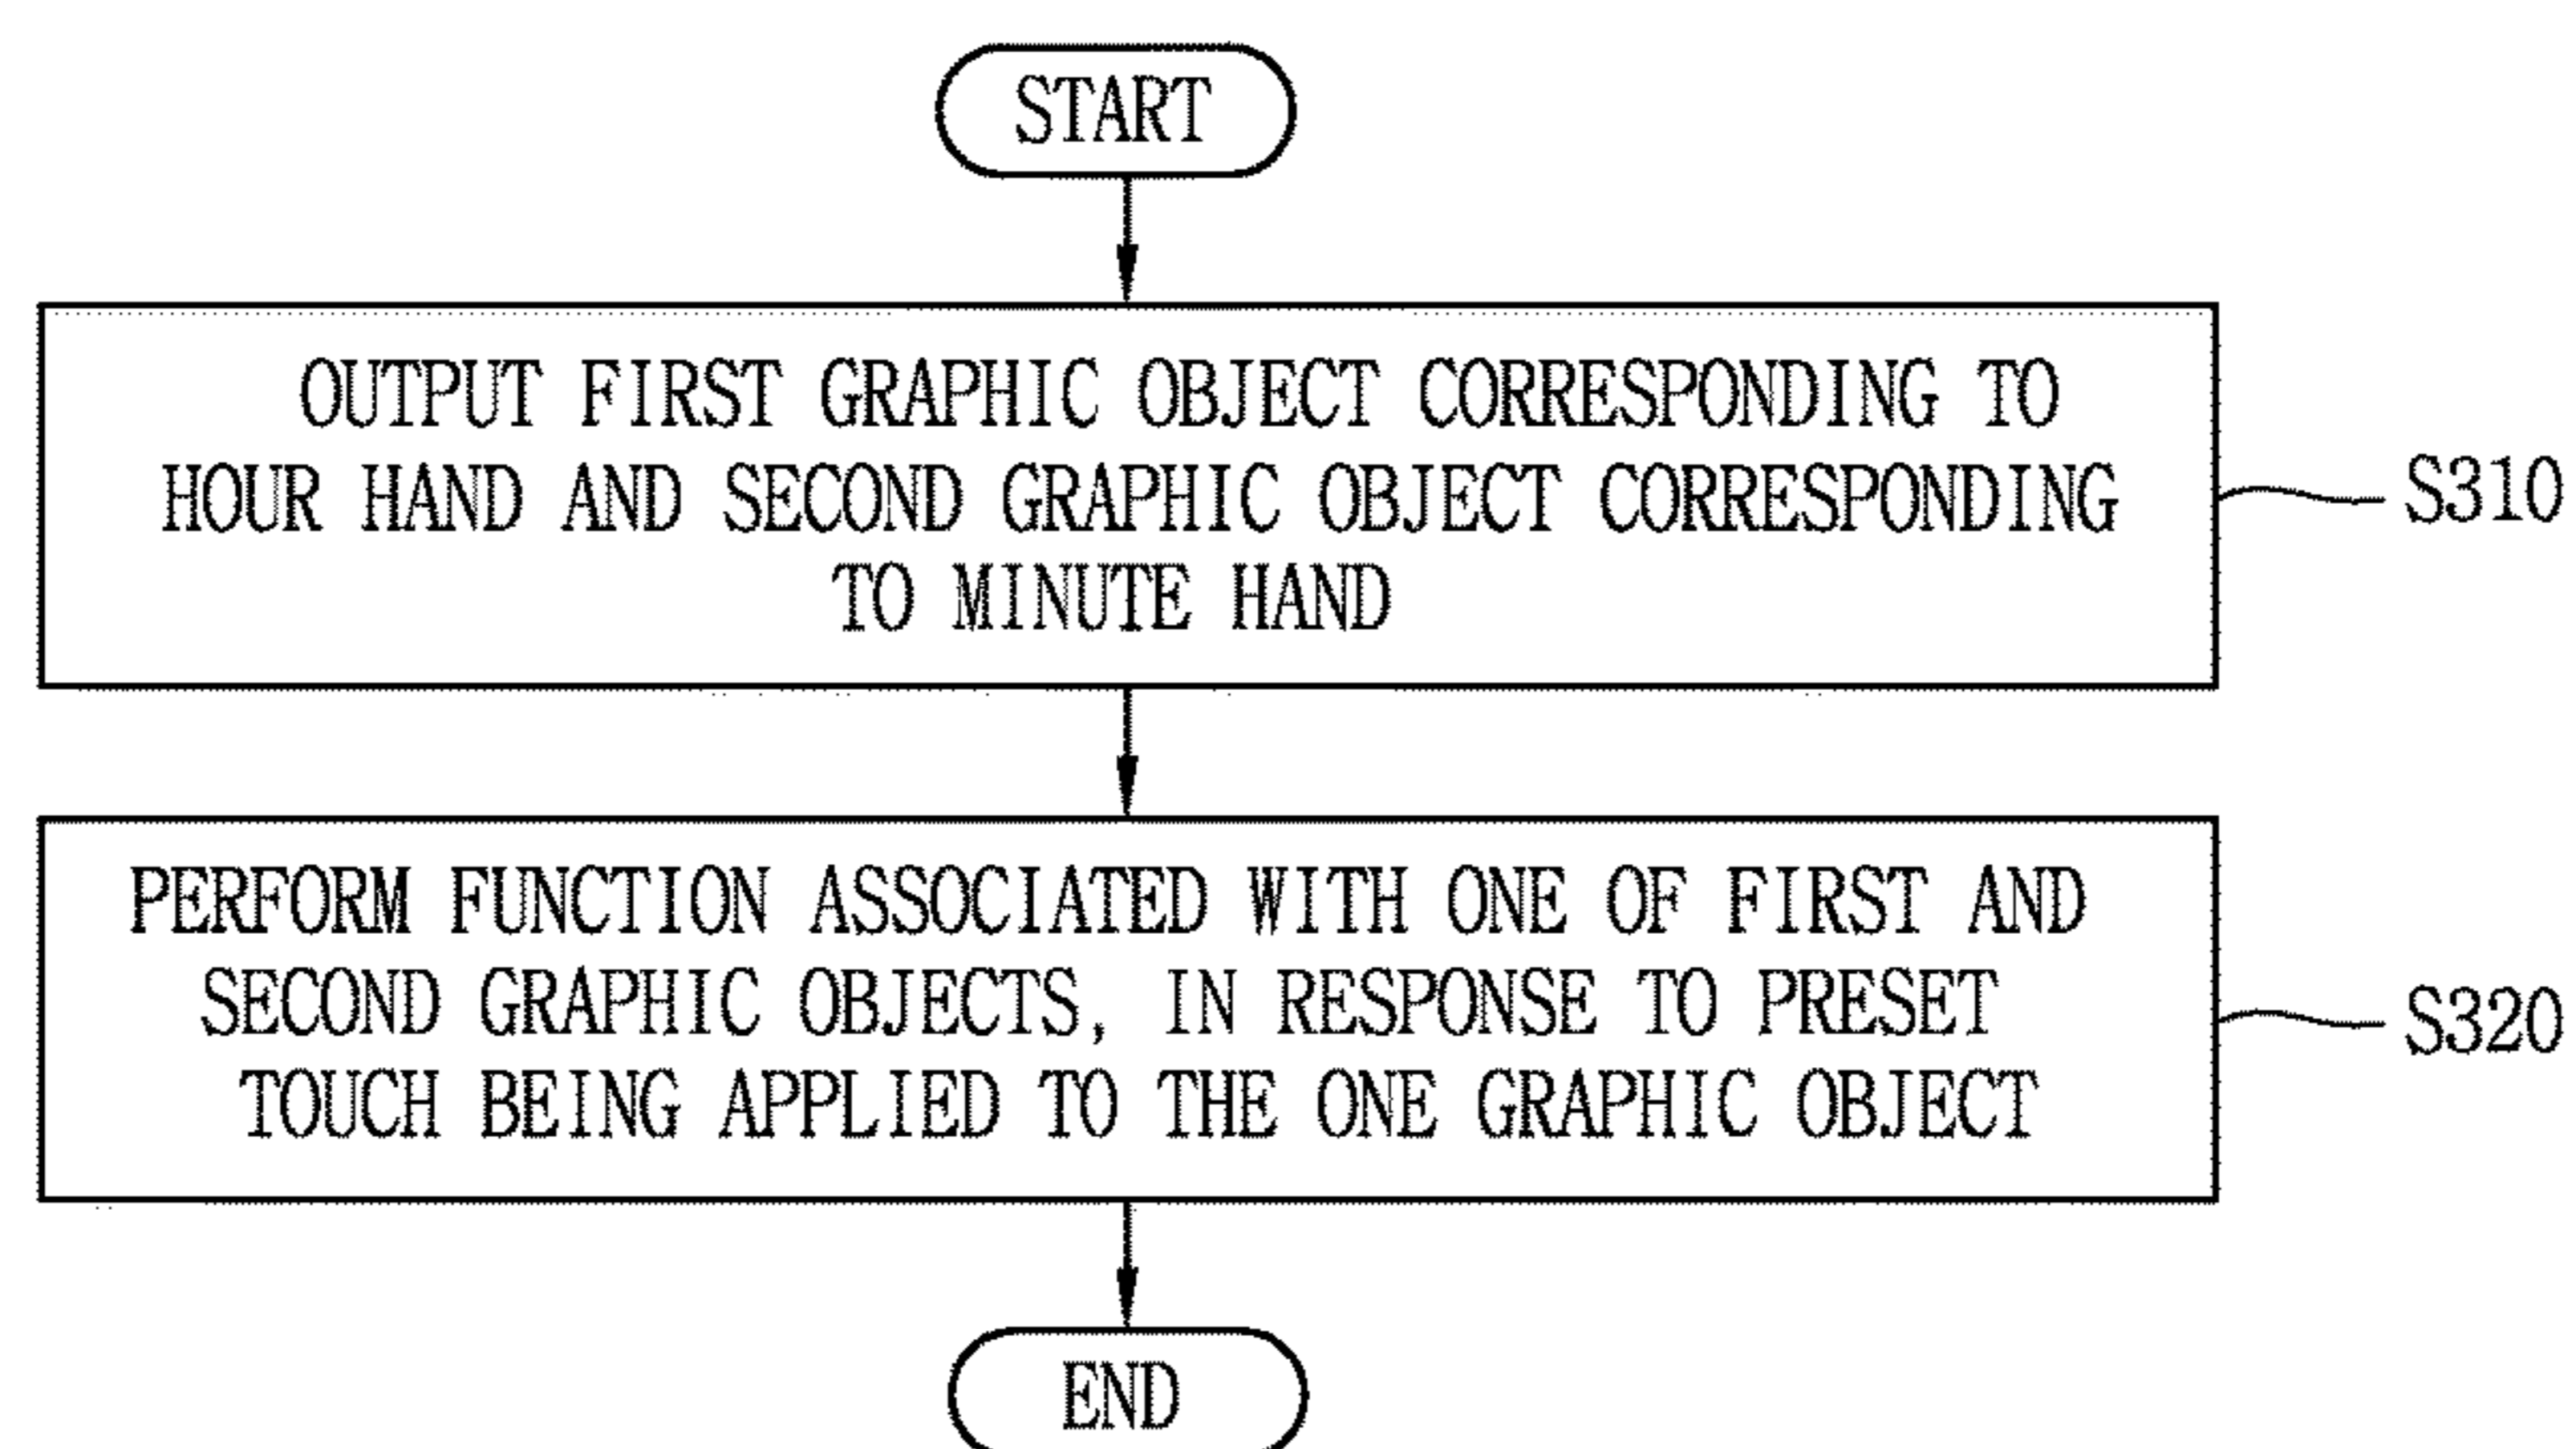 START
OUTPUT FIRST GRAPHIC OBJECT CORRESPONDING TO
HOUR HAND AND SECOND GRAPHIC OBJECT CORRESPONDING
TO MINUTE HAND
S310
PERFORM FUNCTION ASSOCIATED WITH ONE OF FIRST AND
SECOND GRAPHIC OBJECTS, IN RESPONSE TO PRESET
TOUCH BEING APPLIED TO THE ONE GRAPHIC OBJECT
S320
END